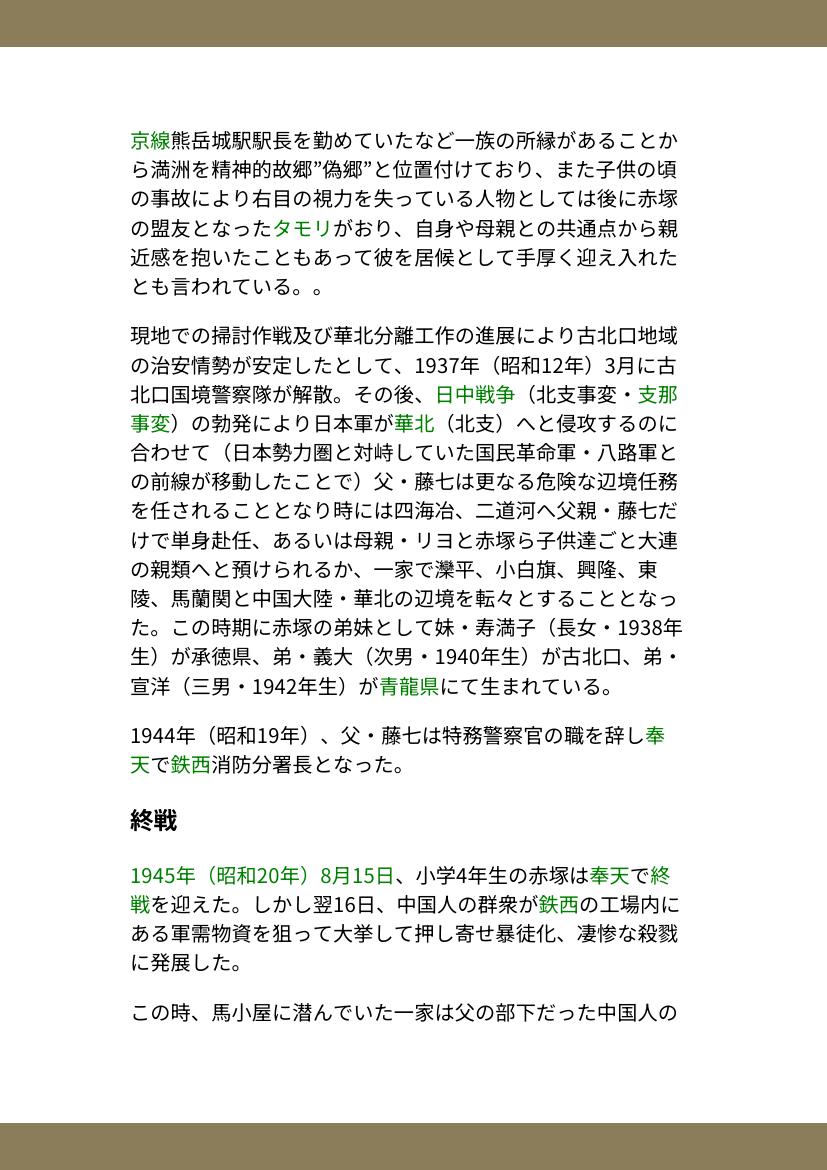 京線熊岳城駅駅長を勤めていたなど一族の所縁があることか
ら満洲を精神的故郷”偽郷”と位置付けており、また子供の頃
の事故により右目の視力を失っている人物としては後に赤塚
の盟友となったタモリがおり、自身や母親との共通点から親
近感を抱いたこともあって彼を居候として手厚く迎え入れた
とも言われている。。
現地での掃討作戦及び華北分離工作の進展により古北口地域
の治安情勢が安定したとして、1937年（昭和12年）3月に古
北口国境警察隊が解散。その後、日中戦争（北支事変・支那
事変）の勃発により日本軍が華北（北支）へと侵攻するのに
合わせて（日本勢力圏と対峙していた国民革命軍・八路軍と
の前線が移動したことで）父・藤七は更なる危険な辺境任務
を任されることとなり時には四海冶、二道河へ父親・藤七だ
けで単身赴任、あるいは母親・リヨと赤塚ら子供達ごと大連
の親類へと預けられるか、一家で灤平、小白旗、興隆、東
陵、馬蘭関と中国大陸・華北の辺境を転々とすることとなっ
た。この時期に赤塚の弟妹として妹・寿満子（長女・1938年
生）が承徳県、弟・義大（次男・1940年生）が古北口、弟・
宣洋（三男・1942年生）が青龍県にて生まれている。
1944年（昭和19年）、父・藤七は特務警察官の職を辞し奉
天で鉄西消防分署長となった。
終戦
1945年（昭和20年）8月15日、小学4年生の赤塚は奉天で終
戦を迎えた。しかし翌16日、中国人の群衆が鉄西の工場内に
ある軍需物資を狙って大挙して押し寄せ暴徒化、凄惨な殺戮
に発展した。
この時、馬小屋に潜んでいた一家は父の部下だった中国人の